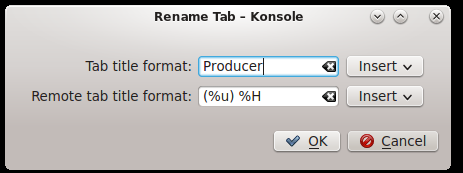 Rename Tab – Konsole
Tab title format: Producer Insert
Remote tab title format: (%u) %H Insert
OK Cancel